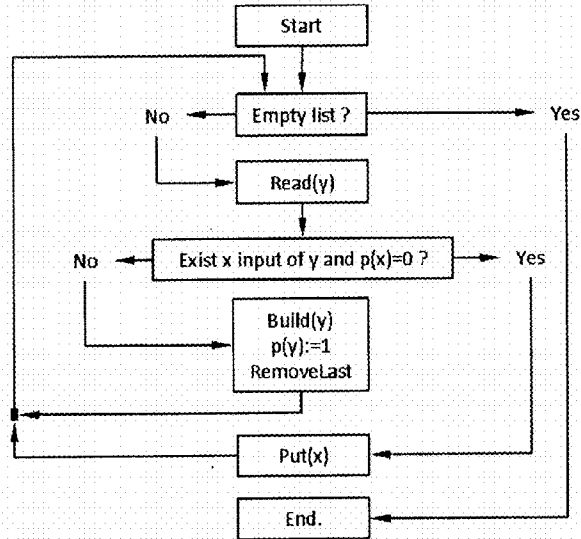 Start
No
Empty list ?
Yes
Read(y)
No
Exist x input of y and p(x)=0 ?
Yes
Build(y)
p(y):=1
RemoveLast
Put(x)
End.